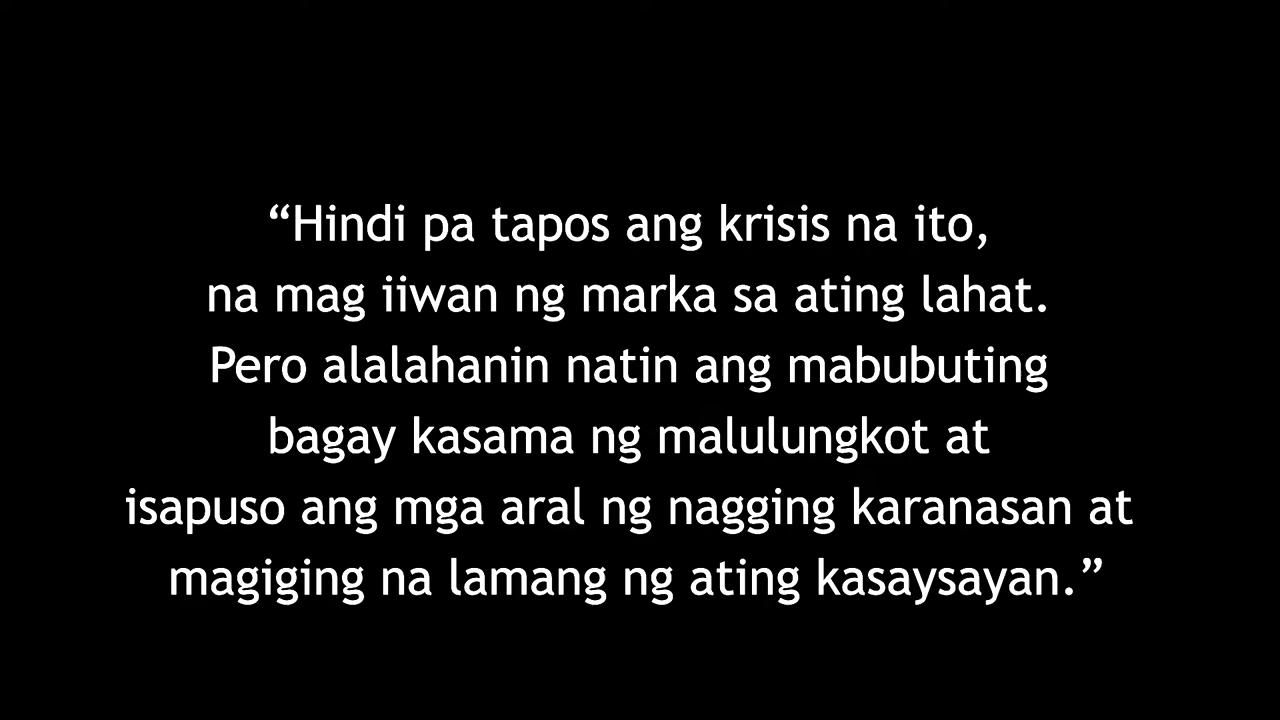 “Hindi pa tapos ang krisis na ito,
na mag iiwan ng marka sa ating lahat.
Pero alalahanin natin ang mabubuting
bagay kasama ng malulungkot at
isapuso ang mga aral ng nagging karanasan at
magiging na lamang ng ating kasaysayan.”